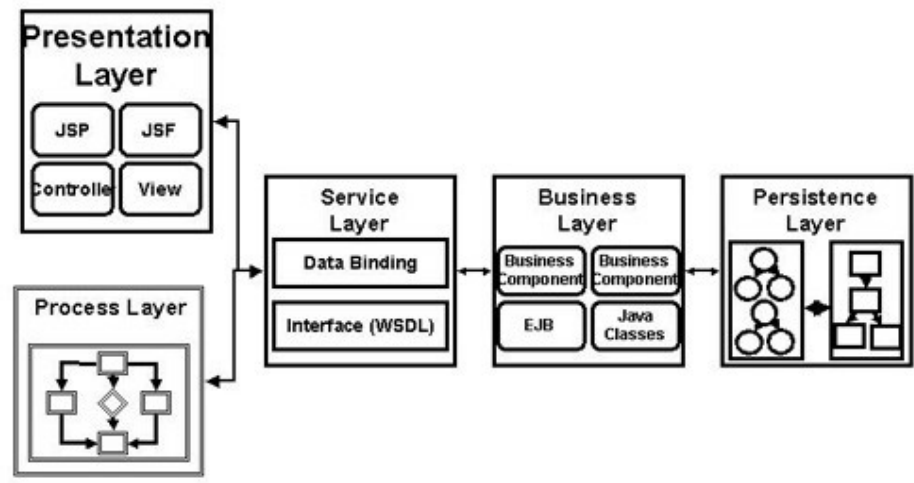 Presentation
Layer
JSP
JSF
Controller
View
Process Layer
Service
Layer
Data Binding
Interface (WSDL)
Business
Layer
Business
Component
Business
Component
EJB
Java
Classes
Persistence
Layer